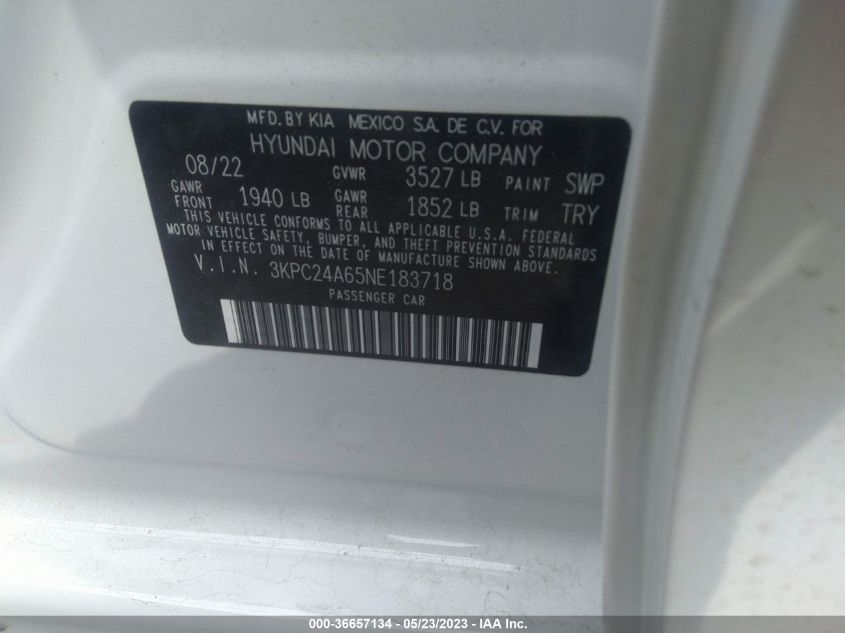 MFD. BY KIA MEXICO S.A. DE C.V. FOR
HYUNDAI MOTOR COMPANY
08/22 GVWR 3527 LB PAINT SWP
GAWR FRONT 1940 LB GAWR REAR 1852 LB TRIM TRY
THIS VEHICLE CONFORMS TO ALL APPLICABLE U.S.A. FEDERAL
MOTOR VEHICLE SAFETY, BUMPER, AND THEFT PREVENTION STANDARDS
IN EFFECT ON THE DATE OF MANUFACTURE SHOWN ABOVE.
V.I.N. 3KPC24A65NE183718
PASSENGER CAR
000-36657134 - 05/23/2023 - Copyright © 2023 IAA, Inc.